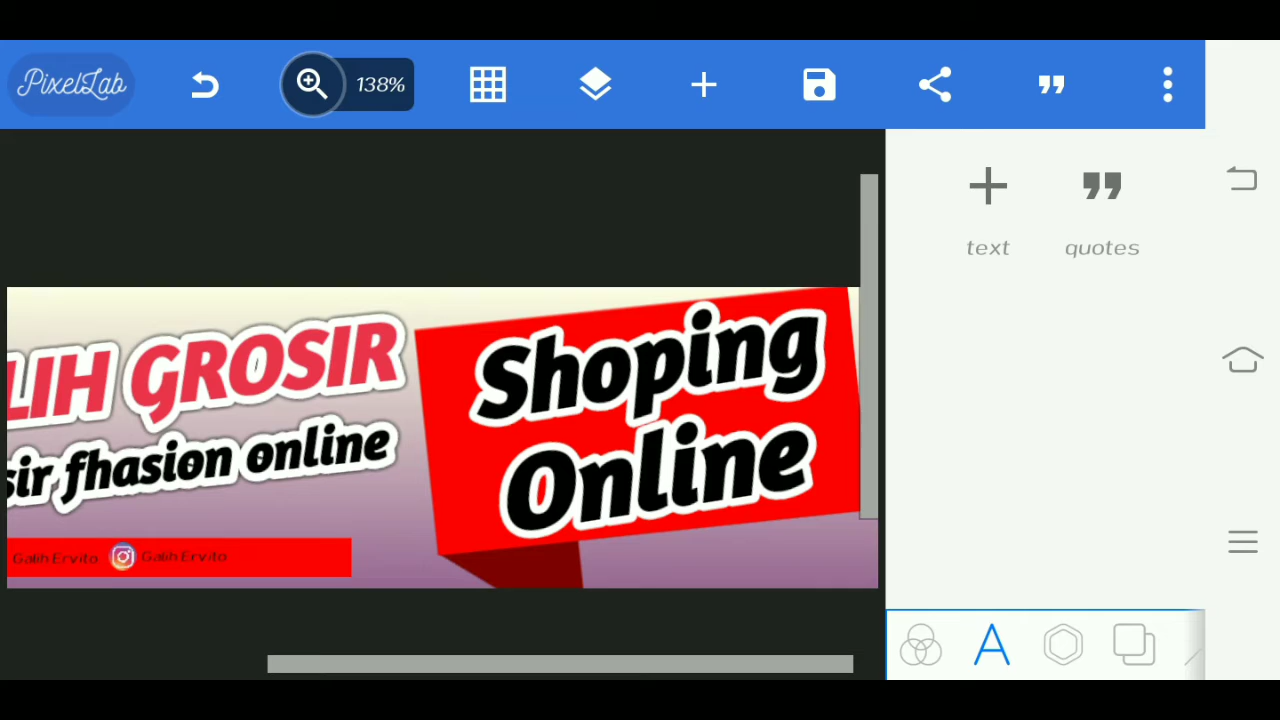 PixelLab
138%
text
quotes
LIH GROSIR
sir fhasion online
Shoping
Online
Galih Ervito
Galih Ervito